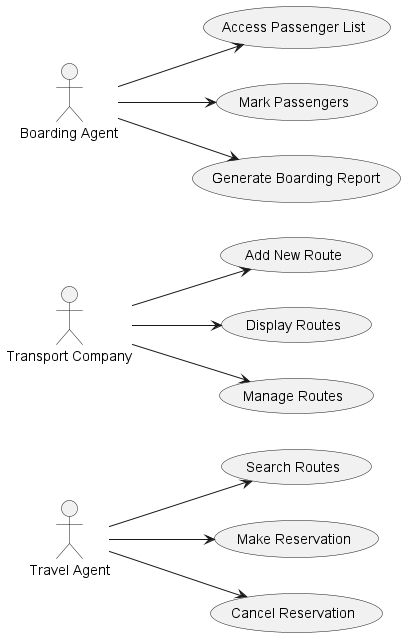 Access Passenger List
Mark Passengers
Boarding Agent
Generate Boarding Report
Add New Route
Display Routes
Transport Company
Manage Routes
Search Routes
Make Reservation
Travel Agent
Cancel Reservation